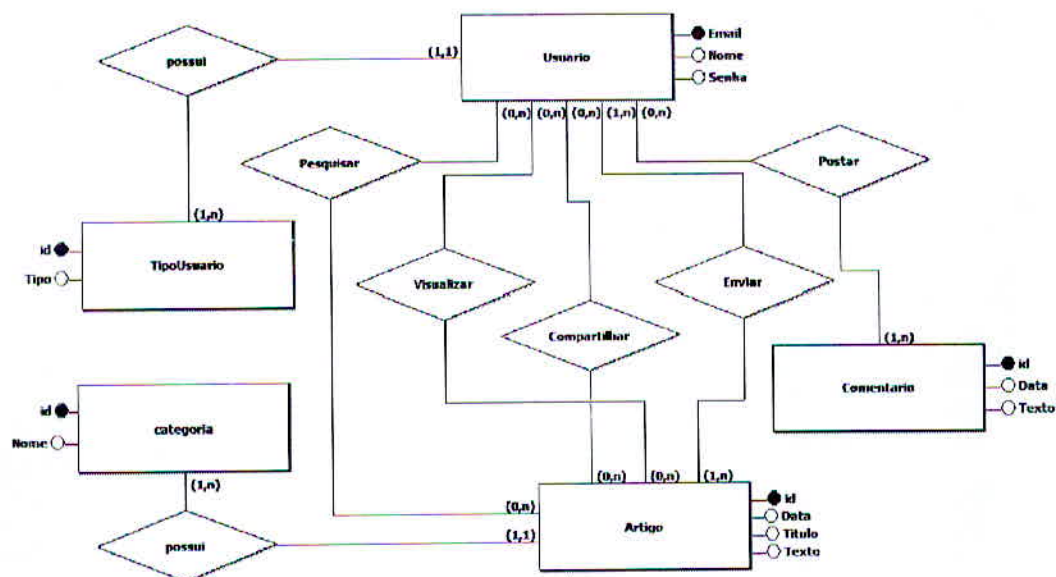 Email
possui
(1,1)
Usuario
Nome
Senha
(0,n) (0,n) (0,n) (1,n) (0,n)
Pesquisar
Postar
(1,n)
id
TipoUsuario
Tipo
Visualizar
Enviar
Compartilhar
(1,n)
id
Comentario
Data
Texto
id
categoria
Nome
(1,n)
(0,n) (0,n) (1,n)
id
(0,n)
Data
Artigo
Titulo
possui
(1,1)
Texto